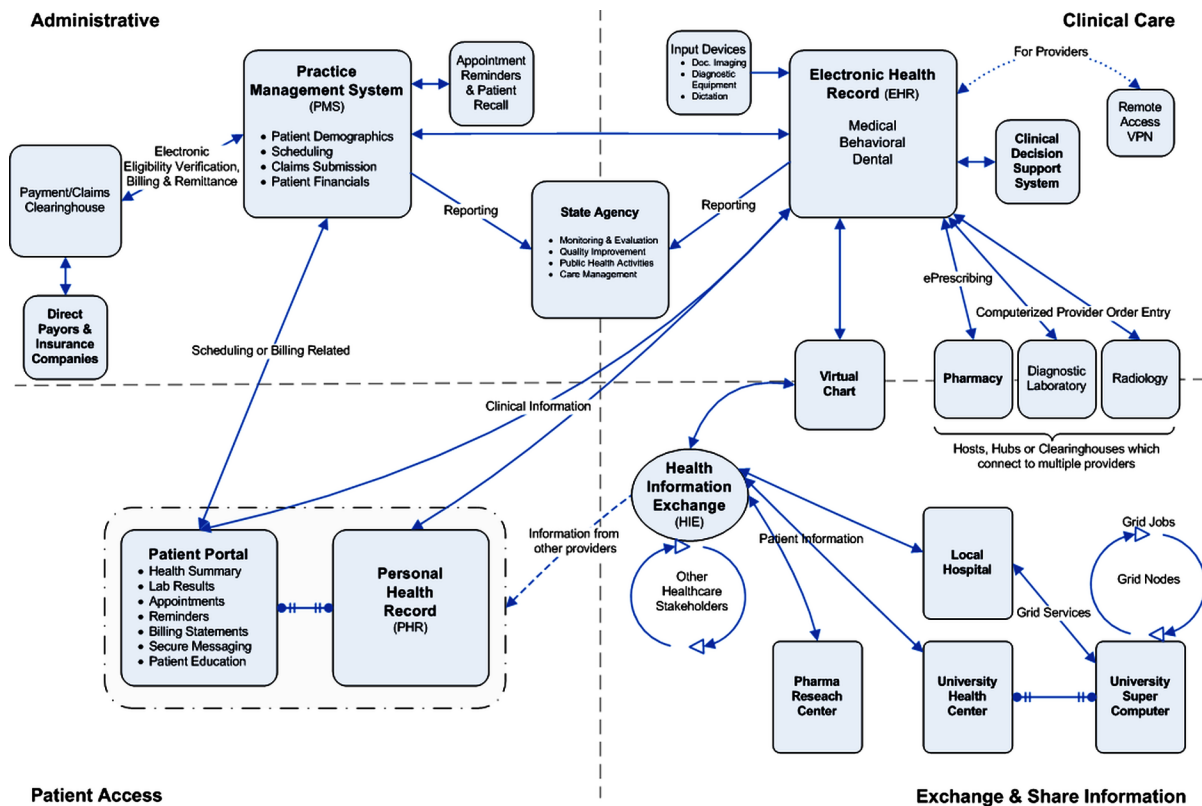 Administrative
Clinical Care
Practice
Management System
(PMS)
• Patient Demographics
• Scheduling
• Claims Submission
• Patient Financials
Appointment
Reminders
& Patient
Recall
Input Devices
• Doc. Imaging
• Diagnostic
Equipment
• Dictation
Electronic Health
Record (EHR)
Medical
Behavioral
Dental
For Providers
Remote
Access
VPN
Clinical
Decision
Support
System
Electronic
Eligibility Verification,
Billing & Remittance
Payment/Claims
Clearinghouse
Direct
Payors &
Insurance
Companies
Reporting
State Agency
• Monitoring & Evaluation
• Quality Improvement
• Public Health Activities
• Care Management
Reporting
ePrescribing
Computerized Provider Order Entry
Scheduling or Billing Related
Clinical Information
Virtual
Chart
Pharmacy
Diagnostic
Laboratory
Radiology
Hosts, Hubs or Clearinghouses which
connect to multiple providers
Health
Information
Exchange
(HIE)
Information from
other providers
Patient Information
Other
Healthcare
Stakeholders
Local
Hospital
Grid Jobs
Grid Nodes
Grid Services
Patient Portal
• Health Summary
• Lab Results
• Appointments
• Reminders
• Billing Statements
• Secure Messaging
• Patient Education
Personal
Health
Record
(PHR)
Pharma
Reseach
Center
University
Health
Center
University
Super
Computer
Patient Access
Exchange & Share Information